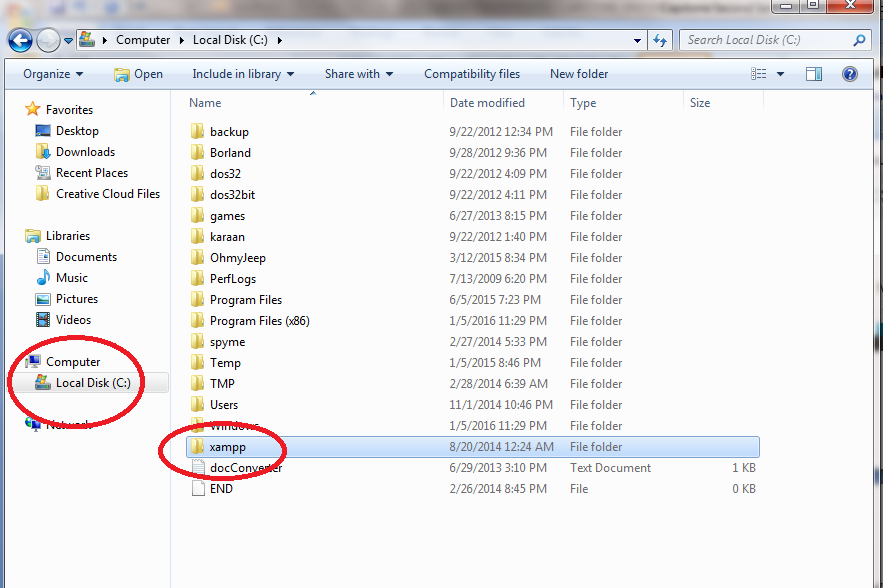 Computer Local Disk (C:) Search Local Disk (C:)
Organize Open Include in library Share with Compatibility files New folder
Favorites
Desktop
Downloads
Recent Places
Creative Cloud Files
Libraries
Documents
Music
Pictures
Videos
Computer
Local Disk (C:)
Network
Name Date modified Type Size
backup 9/22/2012 12:34 PM File folder
Borland 9/28/2012 9:36 PM File folder
dos32 9/22/2012 4:09 PM File folder
dos32bit 9/22/2012 4:11 PM File folder
games 6/27/2013 8:15 PM File folder
karaan 9/22/2012 1:40 PM File folder
OhmyJeep 3/12/2015 8:34 PM File folder
PerfLogs 7/13/2009 6:20 PM File folder
Program Files 6/5/2015 7:23 PM File folder
Program Files (x86) 1/5/2016 11:29 PM File folder
spyme 2/27/2014 5:33 PM File folder
Temp 1/5/2015 8:46 PM File folder
TMP 2/28/2014 6:39 AM File folder
Users 11/1/2014 10:46 PM File folder
Windows 1/5/2016 11:29 PM File folder
xampp 8/20/2014 12:24 AM File folder
docConverter 6/29/2013 3:10 PM Text Document 1 KB
END 2/26/2014 8:45 PM File 0 KB